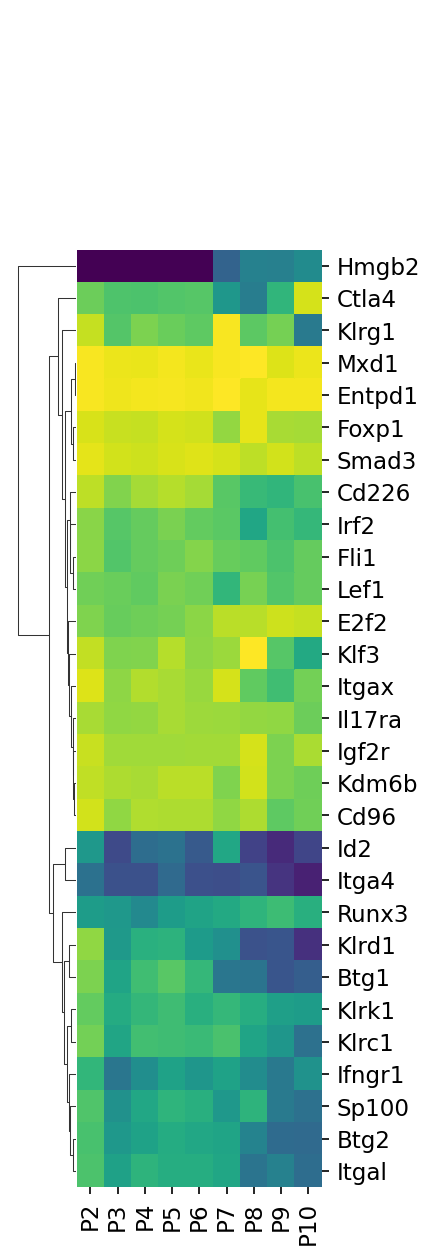 Hmgb2
Ctla4
Klrg1
Mxd1
Entpd1
Foxp1
Smad3
Cd226
Irf2
Fli1
Lef1
E2f2
Klf3
Itgax
Il17ra
Igf2r
Kdm6b
Cd96
Id2
Itga4
Runx3
Klrd1
Btg1
Klrk1
Klrc1
Ifngr1
Sp100
Btg2
Itgal
P2 P3 P4 P5 P6 P7 P8 P9 P10